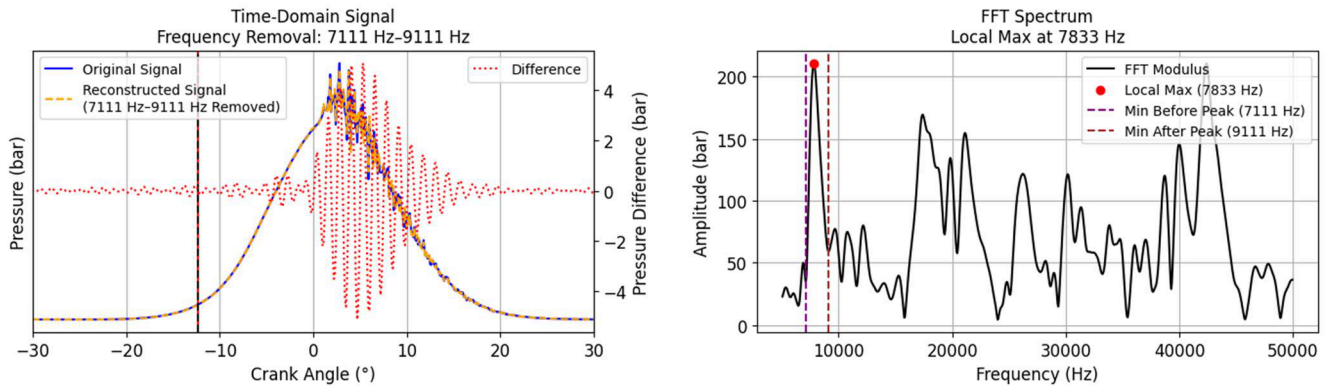 Time-Domain Signal
Frequency Removal: 7111 Hz–9111 Hz
Original Signal
Reconstructed Signal
(7111 Hz–9111 Hz Removed)
Difference
Pressure (bar)
4
2
0
−2
−4
Pressure Difference (bar)
−30
−20
−10
0
10
20
30
Crank Angle (°)
FFT Spectrum
Local Max at 7833 Hz
FFT Modulus
Local Max (7833 Hz)
Min Before Peak (7111 Hz)
Min After Peak (9111 Hz)
Amplitude (bar)
200
150
100
50
0
10000
20000
30000
40000
50000
Frequency (Hz)